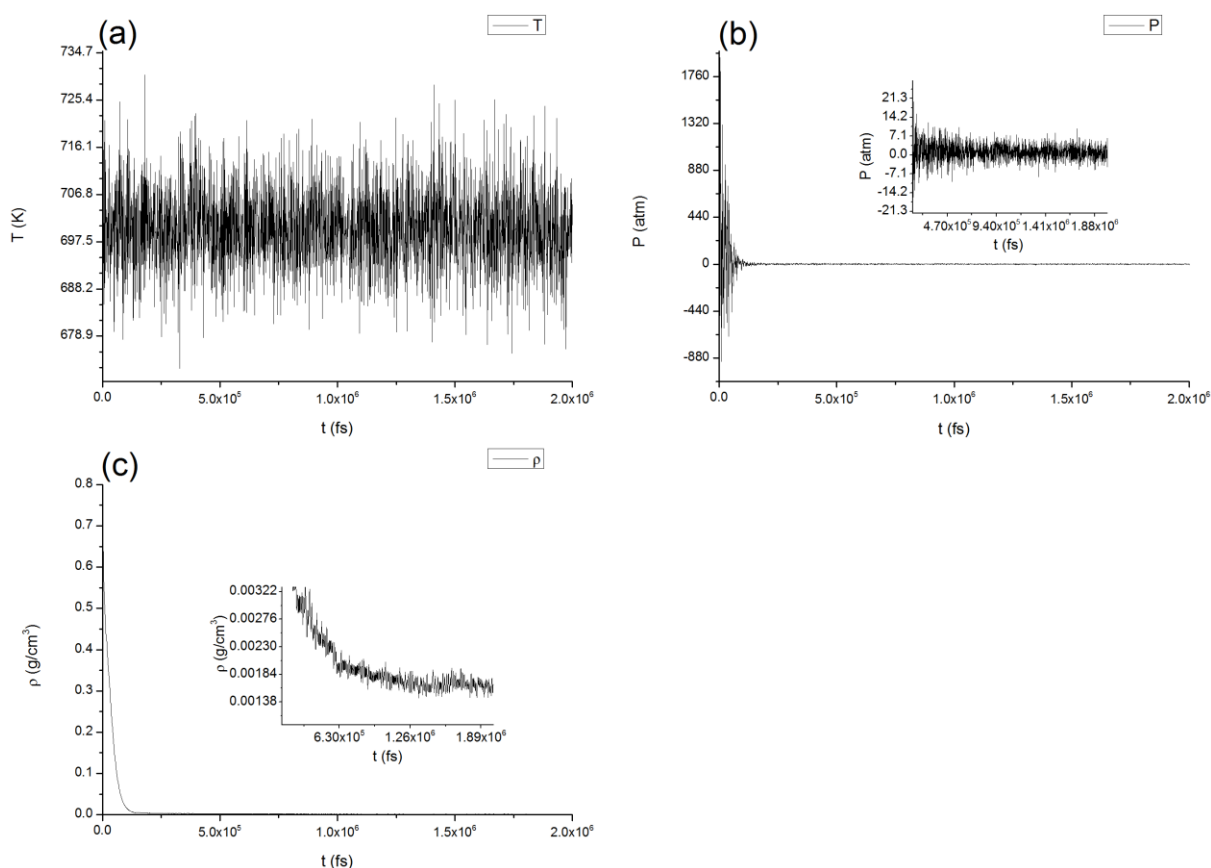 (a)
T
734.7
725.4
716.1
706.8
697.5
688.2
678.9
T (K)
0.0
5.0x10⁵
1.0x10⁶
1.5x10⁶
2.0x10⁶
t (fs)
(b)
P
1760
1320
880
440
0
-440
-880
P (atm)
21.3
14.2
7.1
0.0
-7.1
-14.2
-21.3
P (atm)
4.70x10⁵
9.40x10⁵
1.41x10⁶
1.88x10⁶
t (fs)
0.0
5.0x10⁵
1.0x10⁶
1.5x10⁶
2.0x10⁶
t (fs)
(c)
ρ
0.8
0.7
0.6
0.5
0.4
0.3
0.2
0.1
0.0
ρ (g/cm³)
0.00322
0.00276
0.00230
0.00184
0.00138
ρ (g/cm³)
6.30x10⁵
1.26x10⁶
1.89x10⁶
t (fs)
0.0
5.0x10⁵
1.0x10⁶
1.5x10⁶
2.0x10⁶
t (fs)